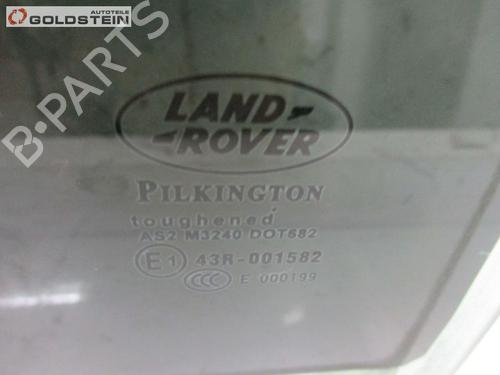 AUTOTEILE
GOLDSTEIN
B-PARTS
LAND
ROVER
PILKINGTON
toughened
AS2 M3240 DOT682
E1 43R-001582
CCC E 000199